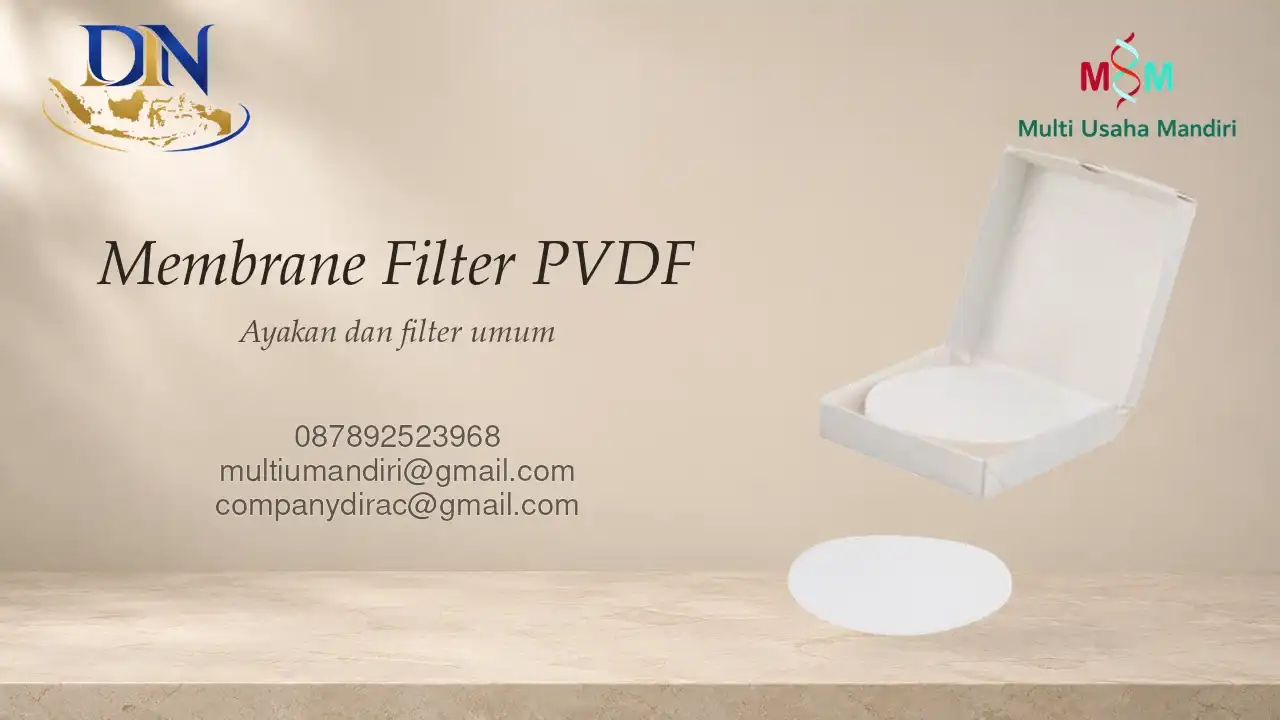 DN
MSM
Multi Usaha Mandiri
Membrane Filter PVDF
Ayakan dan filter umum
087892523968
multiumandiri@gmail.com
companydirac@gmail.com